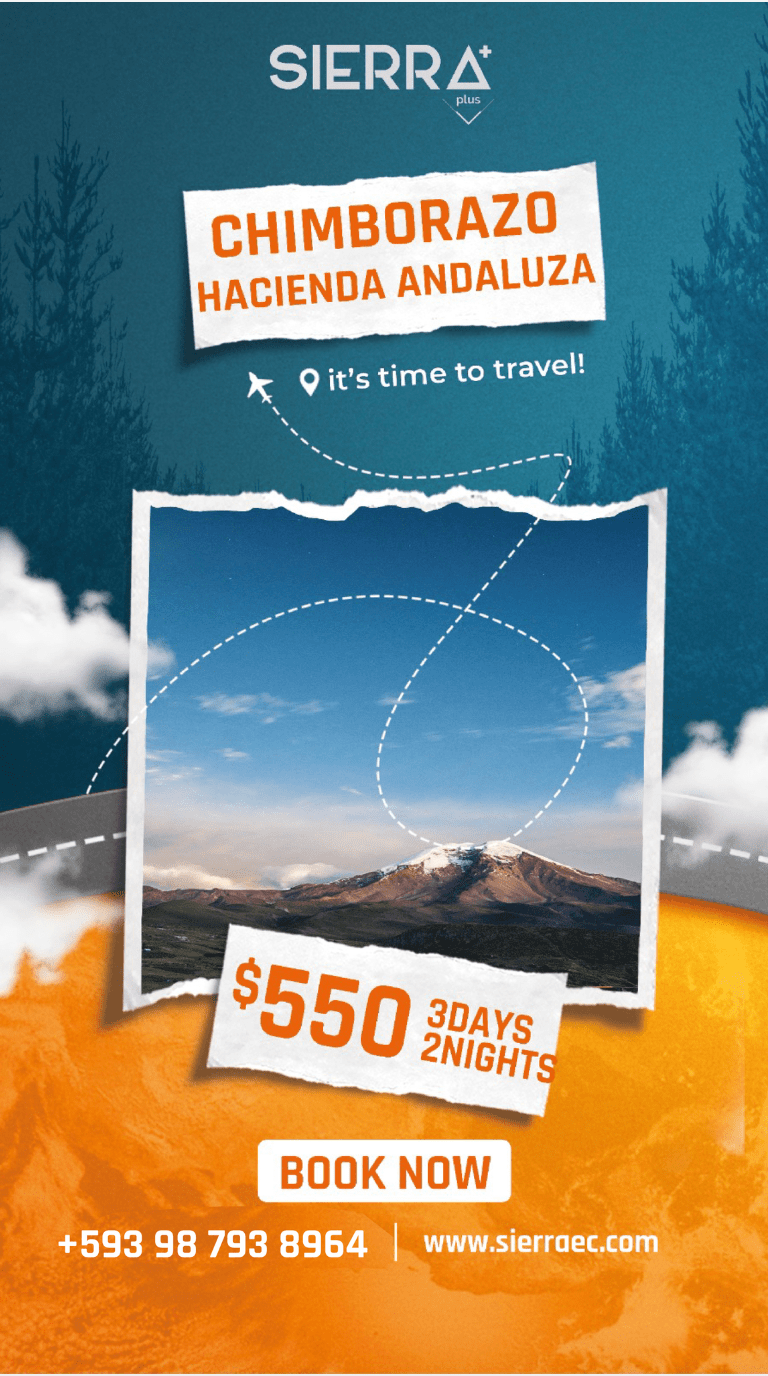 SIERRA+
plus
CHIMBORAZO
HACIENDA ANDALUZA
it's time to travel!
$550
3DAYS
2NIGHTS
BOOK NOW
+593 98 793 8964 | www.sierraec.com